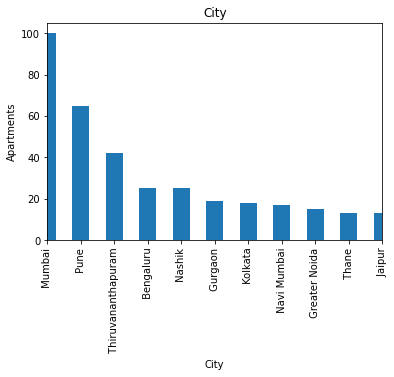 City
Apartments
100
80
60
40
20
0
Mumbai
Pune
Thiruvananthapuram
Bengaluru
Nashik
Gurgaon
Kolkata
Navi Mumbai
Greater Noida
Thane
Jaipur
City